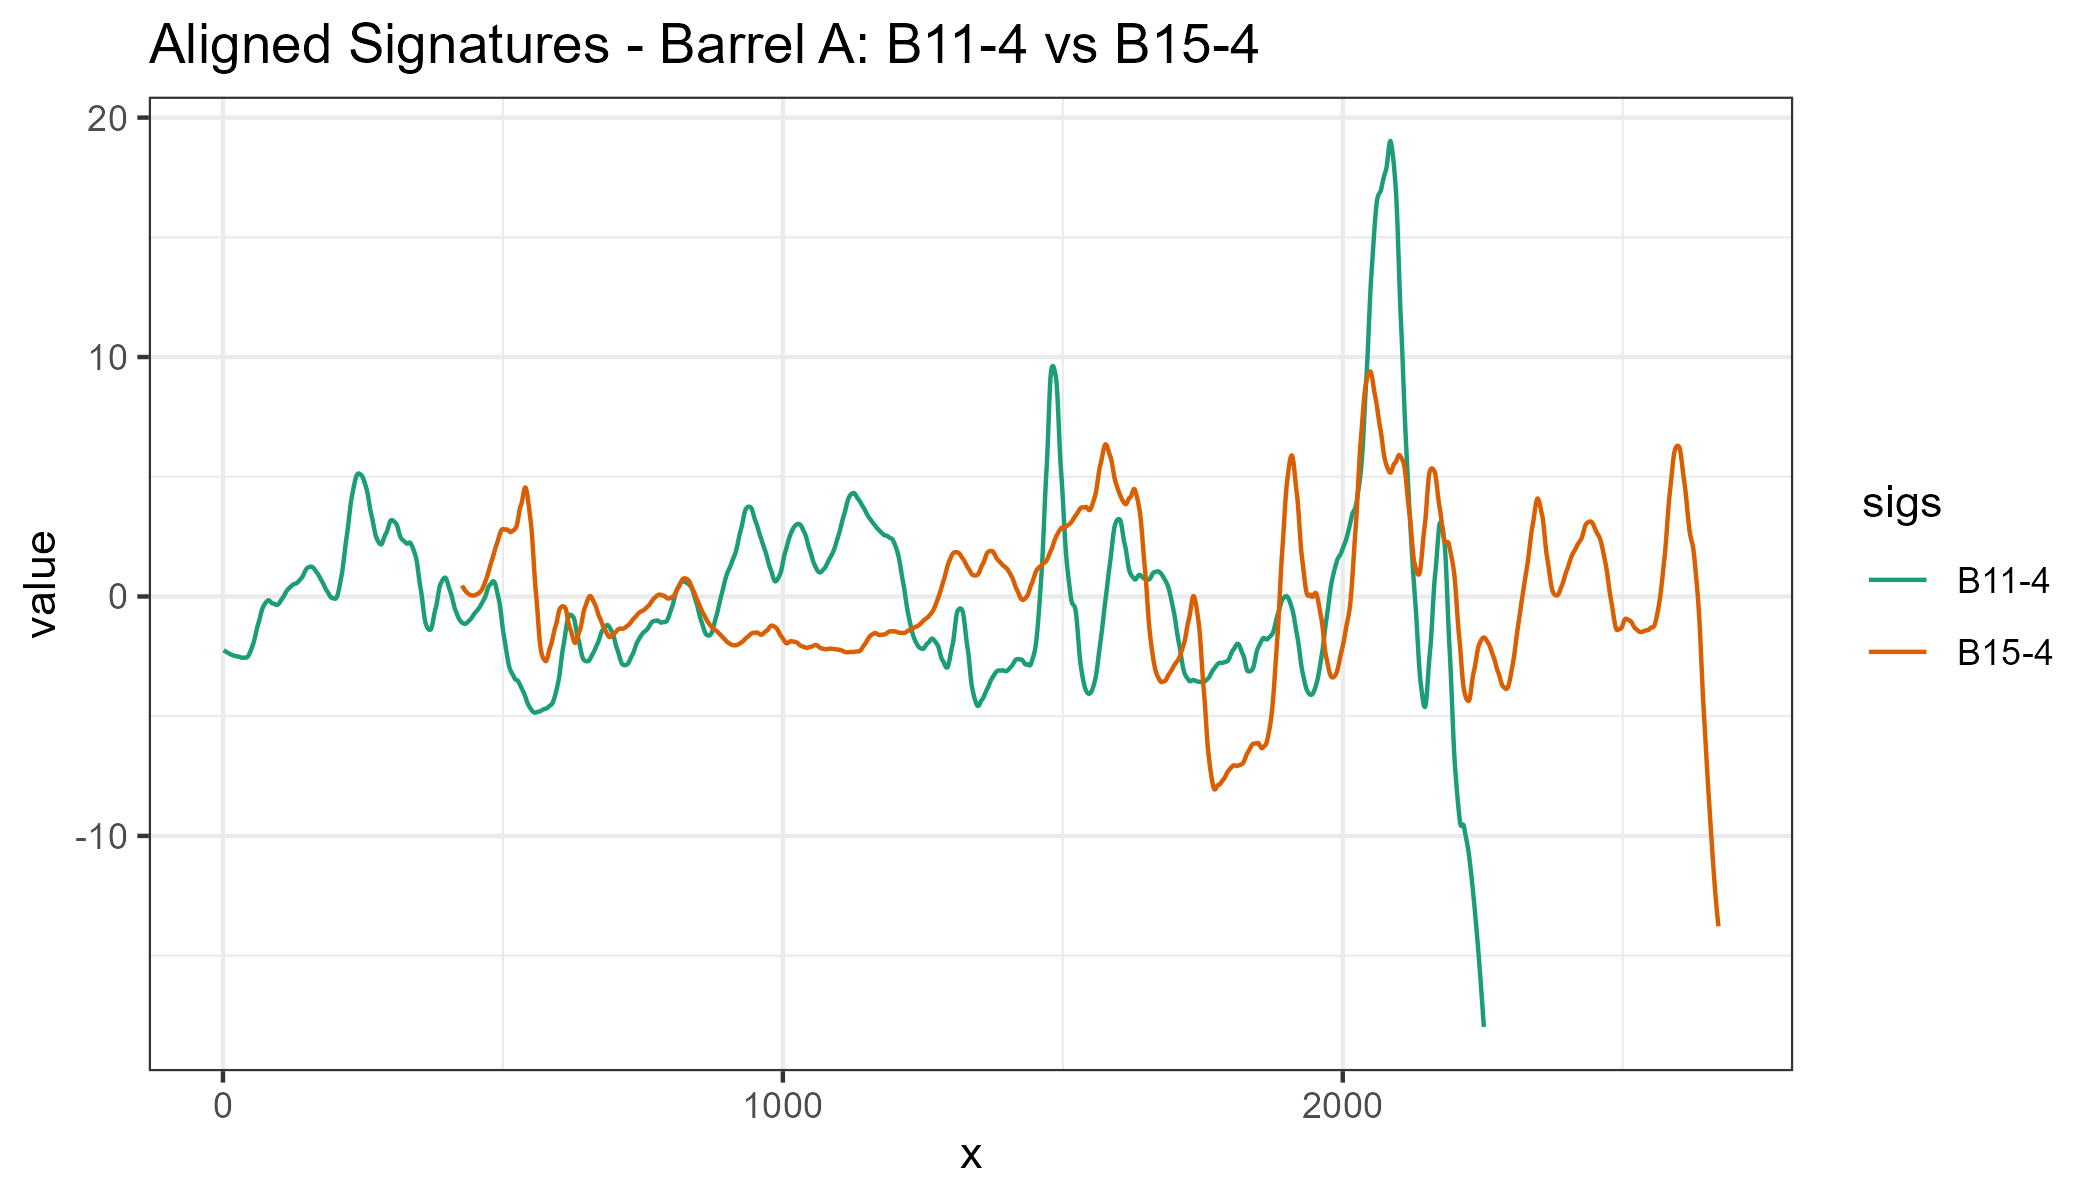 Aligned Signatures - Barrel A: B11-4 vs B15-4
20
10
0
-10
value
0
1000
2000
x
sigs
B11-4
B15-4